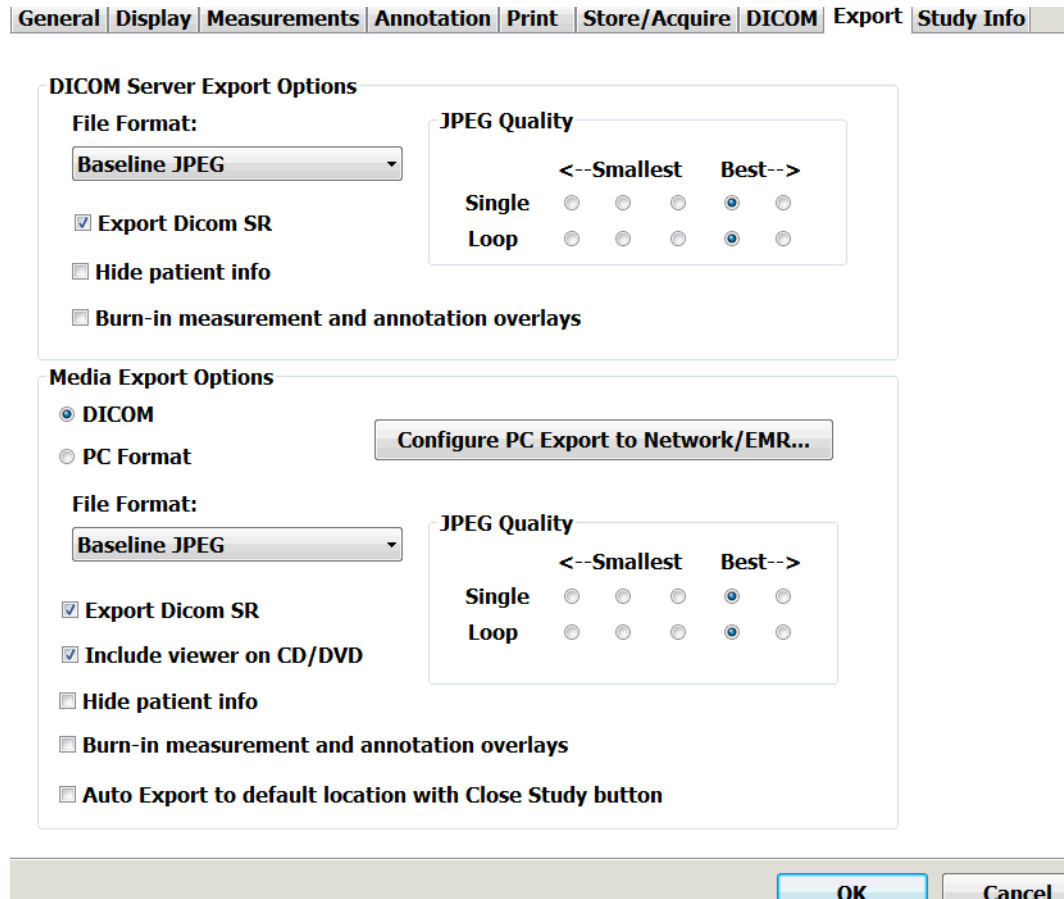 General Display Measurements Annotation Print Store/Acquire DICOM Export Study Info
DICOM Server Export Options
File Format:
Baseline JPEG
Export Dicom SR
Hide patient info
Burn-in measurement and annotation overlays
JPEG Quality
<--Smallest Best-->
Single
Loop
Media Export Options
DICOM
PC Format
Configure PC Export to Network/EMR...
File Format:
Baseline JPEG
JPEG Quality
<--Smallest Best-->
Single
Loop
Export Dicom SR
Include viewer on CD/DVD
Hide patient info
Burn-in measurement and annotation overlays
Auto Export to default location with Close Study button
OK Cancel